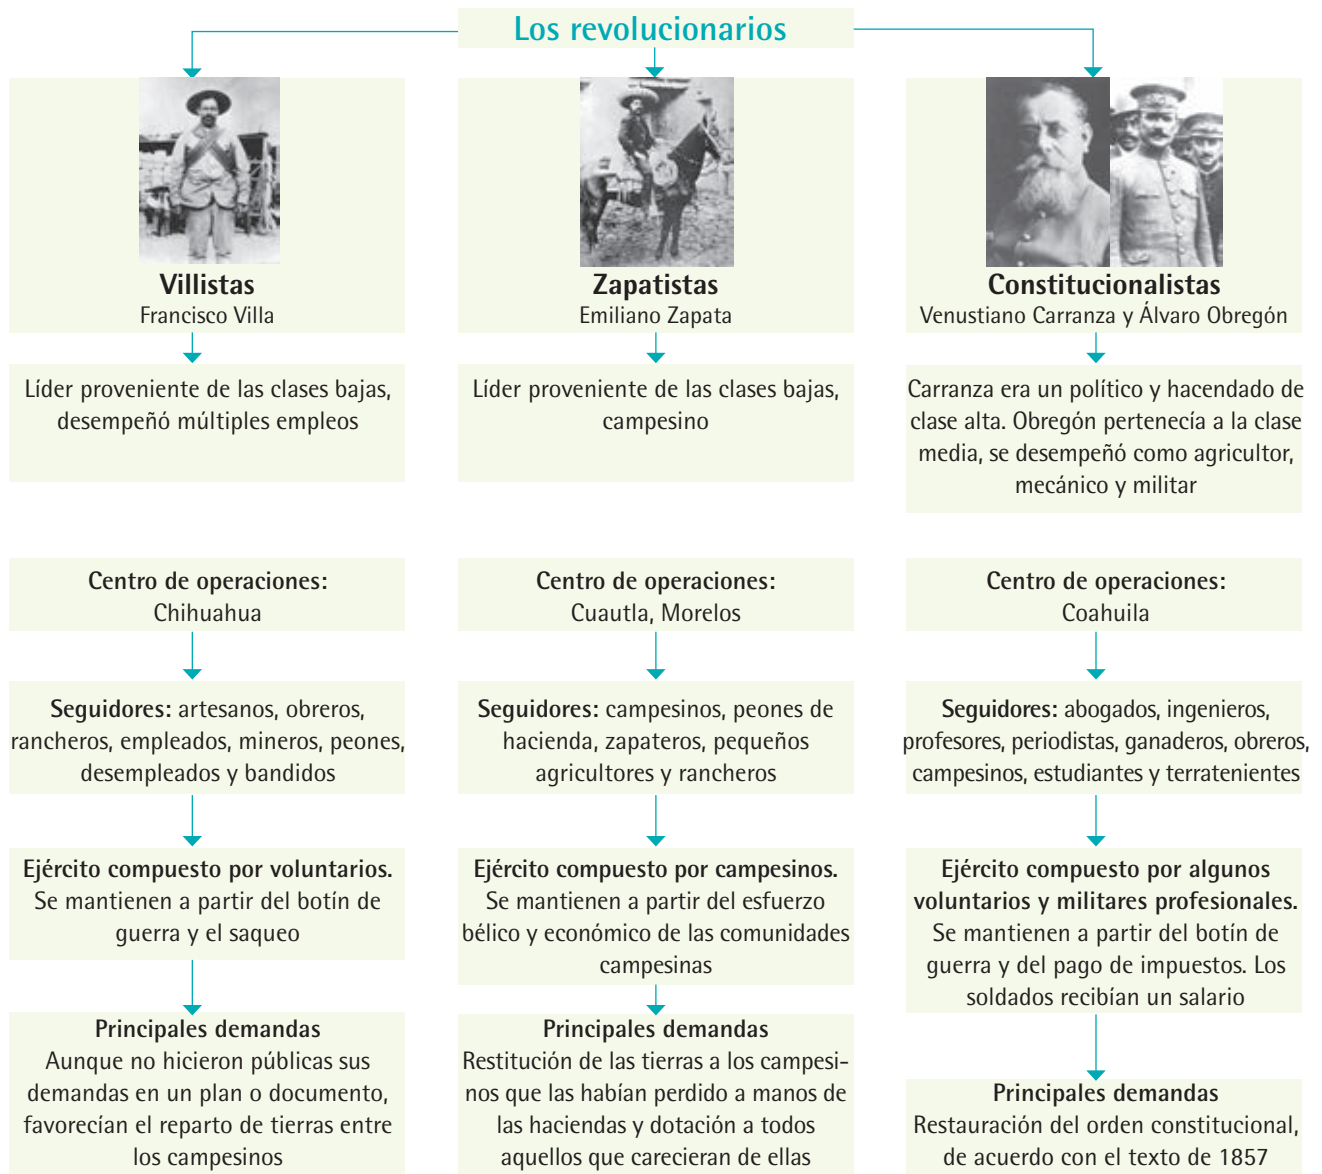 Los revolucionarios
Villistas
Francisco Villa
Líder proveniente de las clases bajas,
desempeñó múltiples empleos
Centro de operaciones:
Chihuahua
Seguidores: artesanos, obreros,
rancheros, empleados, mineros, peones,
desempleados y bandidos
Ejército compuesto por voluntarios.
Se mantienen a partir del botín de
guerra y el saqueo
Principales demandas
Aunque no hicieron públicas sus
demandas en un plan o documento,
favorecían el reparto de tierras entre
los campesinos
Zapatistas
Emiliano Zapata
Líder proveniente de las clases bajas,
campesino
Centro de operaciones:
Cuautla, Morelos
Seguidores: campesinos, peones de
hacienda, zapateros, pequeños
agricultores y rancheros
Ejército compuesto por campesinos.
Se mantienen a partir del esfuerzo
bélico y económico de las comunidades
campesinas
Principales demandas
Restitución de las tierras a los campesi-
nos que las habían perdido a manos de
las haciendas y dotación a todos
aquellos que carecieran de ellas
Constitucionalistas
Venustiano Carranza y Álvaro Obregón
Carranza era un político y hacendado de
clase alta. Obregón pertenecía a la clase
media, se desempeñó como agricultor,
mecánico y militar
Centro de operaciones:
Coahuila
Seguidores: abogados, ingenieros,
profesores, periodistas, ganaderos, obreros,
campesinos, estudiantes y terratenientes
Ejército compuesto por algunos
voluntarios y militares profesionales.
Se mantienen a partir del botín de
guerra y del pago de impuestos. Los
soldados recibían un salario
Principales demandas
Restauración del orden constitucional,
de acuerdo con el texto de 1857